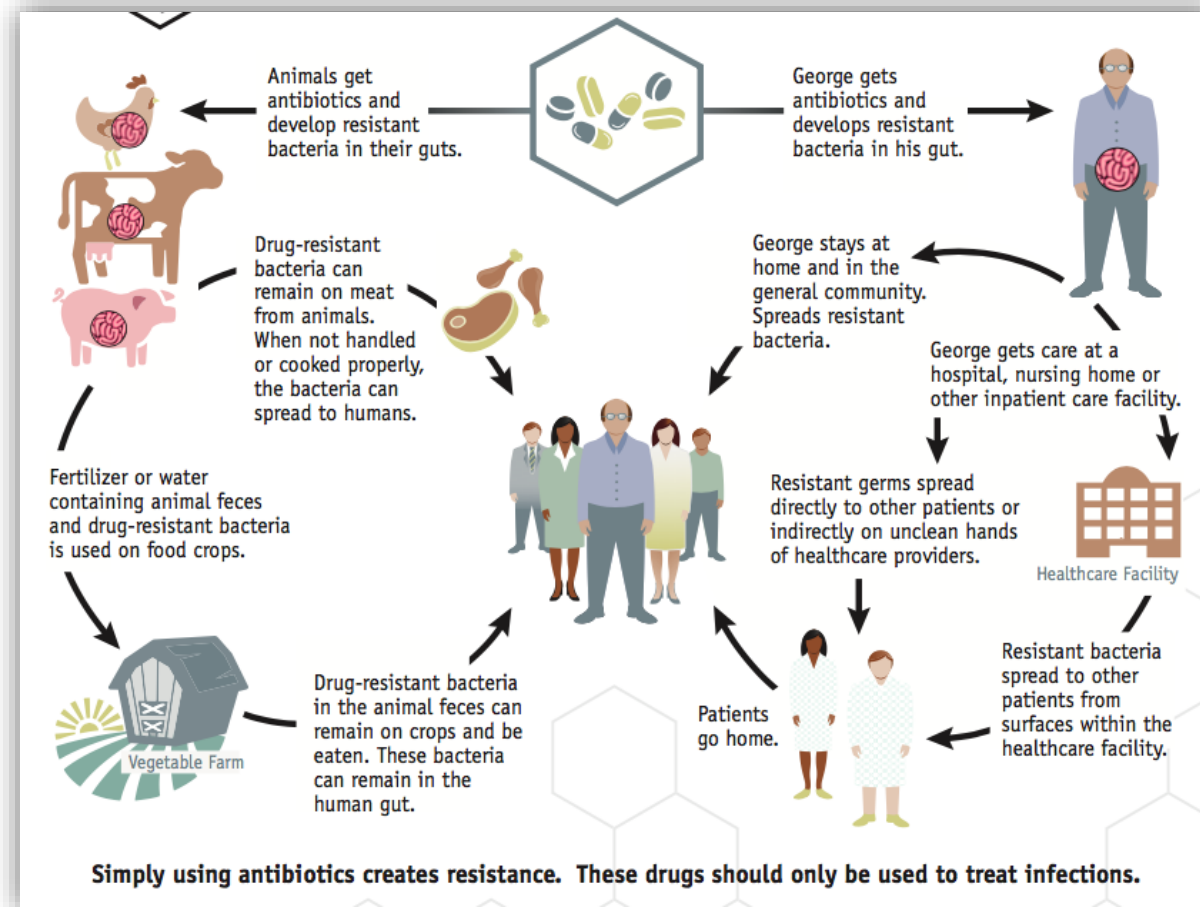 Animals get
antibiotics and
develop resistant
bacteria in their guts.
George gets
antibiotics and
develops resistant
bacteria in his gut.
Drug-resistant
bacteria can
remain on meat
from animals.
When not handled
or cooked properly,
the bacteria can
spread to humans.
George stays at
home and in the
general community.
Spreads resistant
bacteria.
George gets care at a
hospital, nursing home or
other inpatient care facility.
Fertilizer or water
containing animal feces
and drug-resistant bacteria
is used on food crops.
Resistant germs spread
directly to other patients or
indirectly on unclean hands
of healthcare providers.
Healthcare Facility
Vegetable Farm
Drug-resistant bacteria
in the animal feces can
remain on crops and be
eaten. These bacteria
can remain in the
human gut.
Patients
go home.
Resistant bacteria
spread to other
patients from
surfaces within the
healthcare facility.
Simply using antibiotics creates resistance. These drugs should only be used to treat infections.